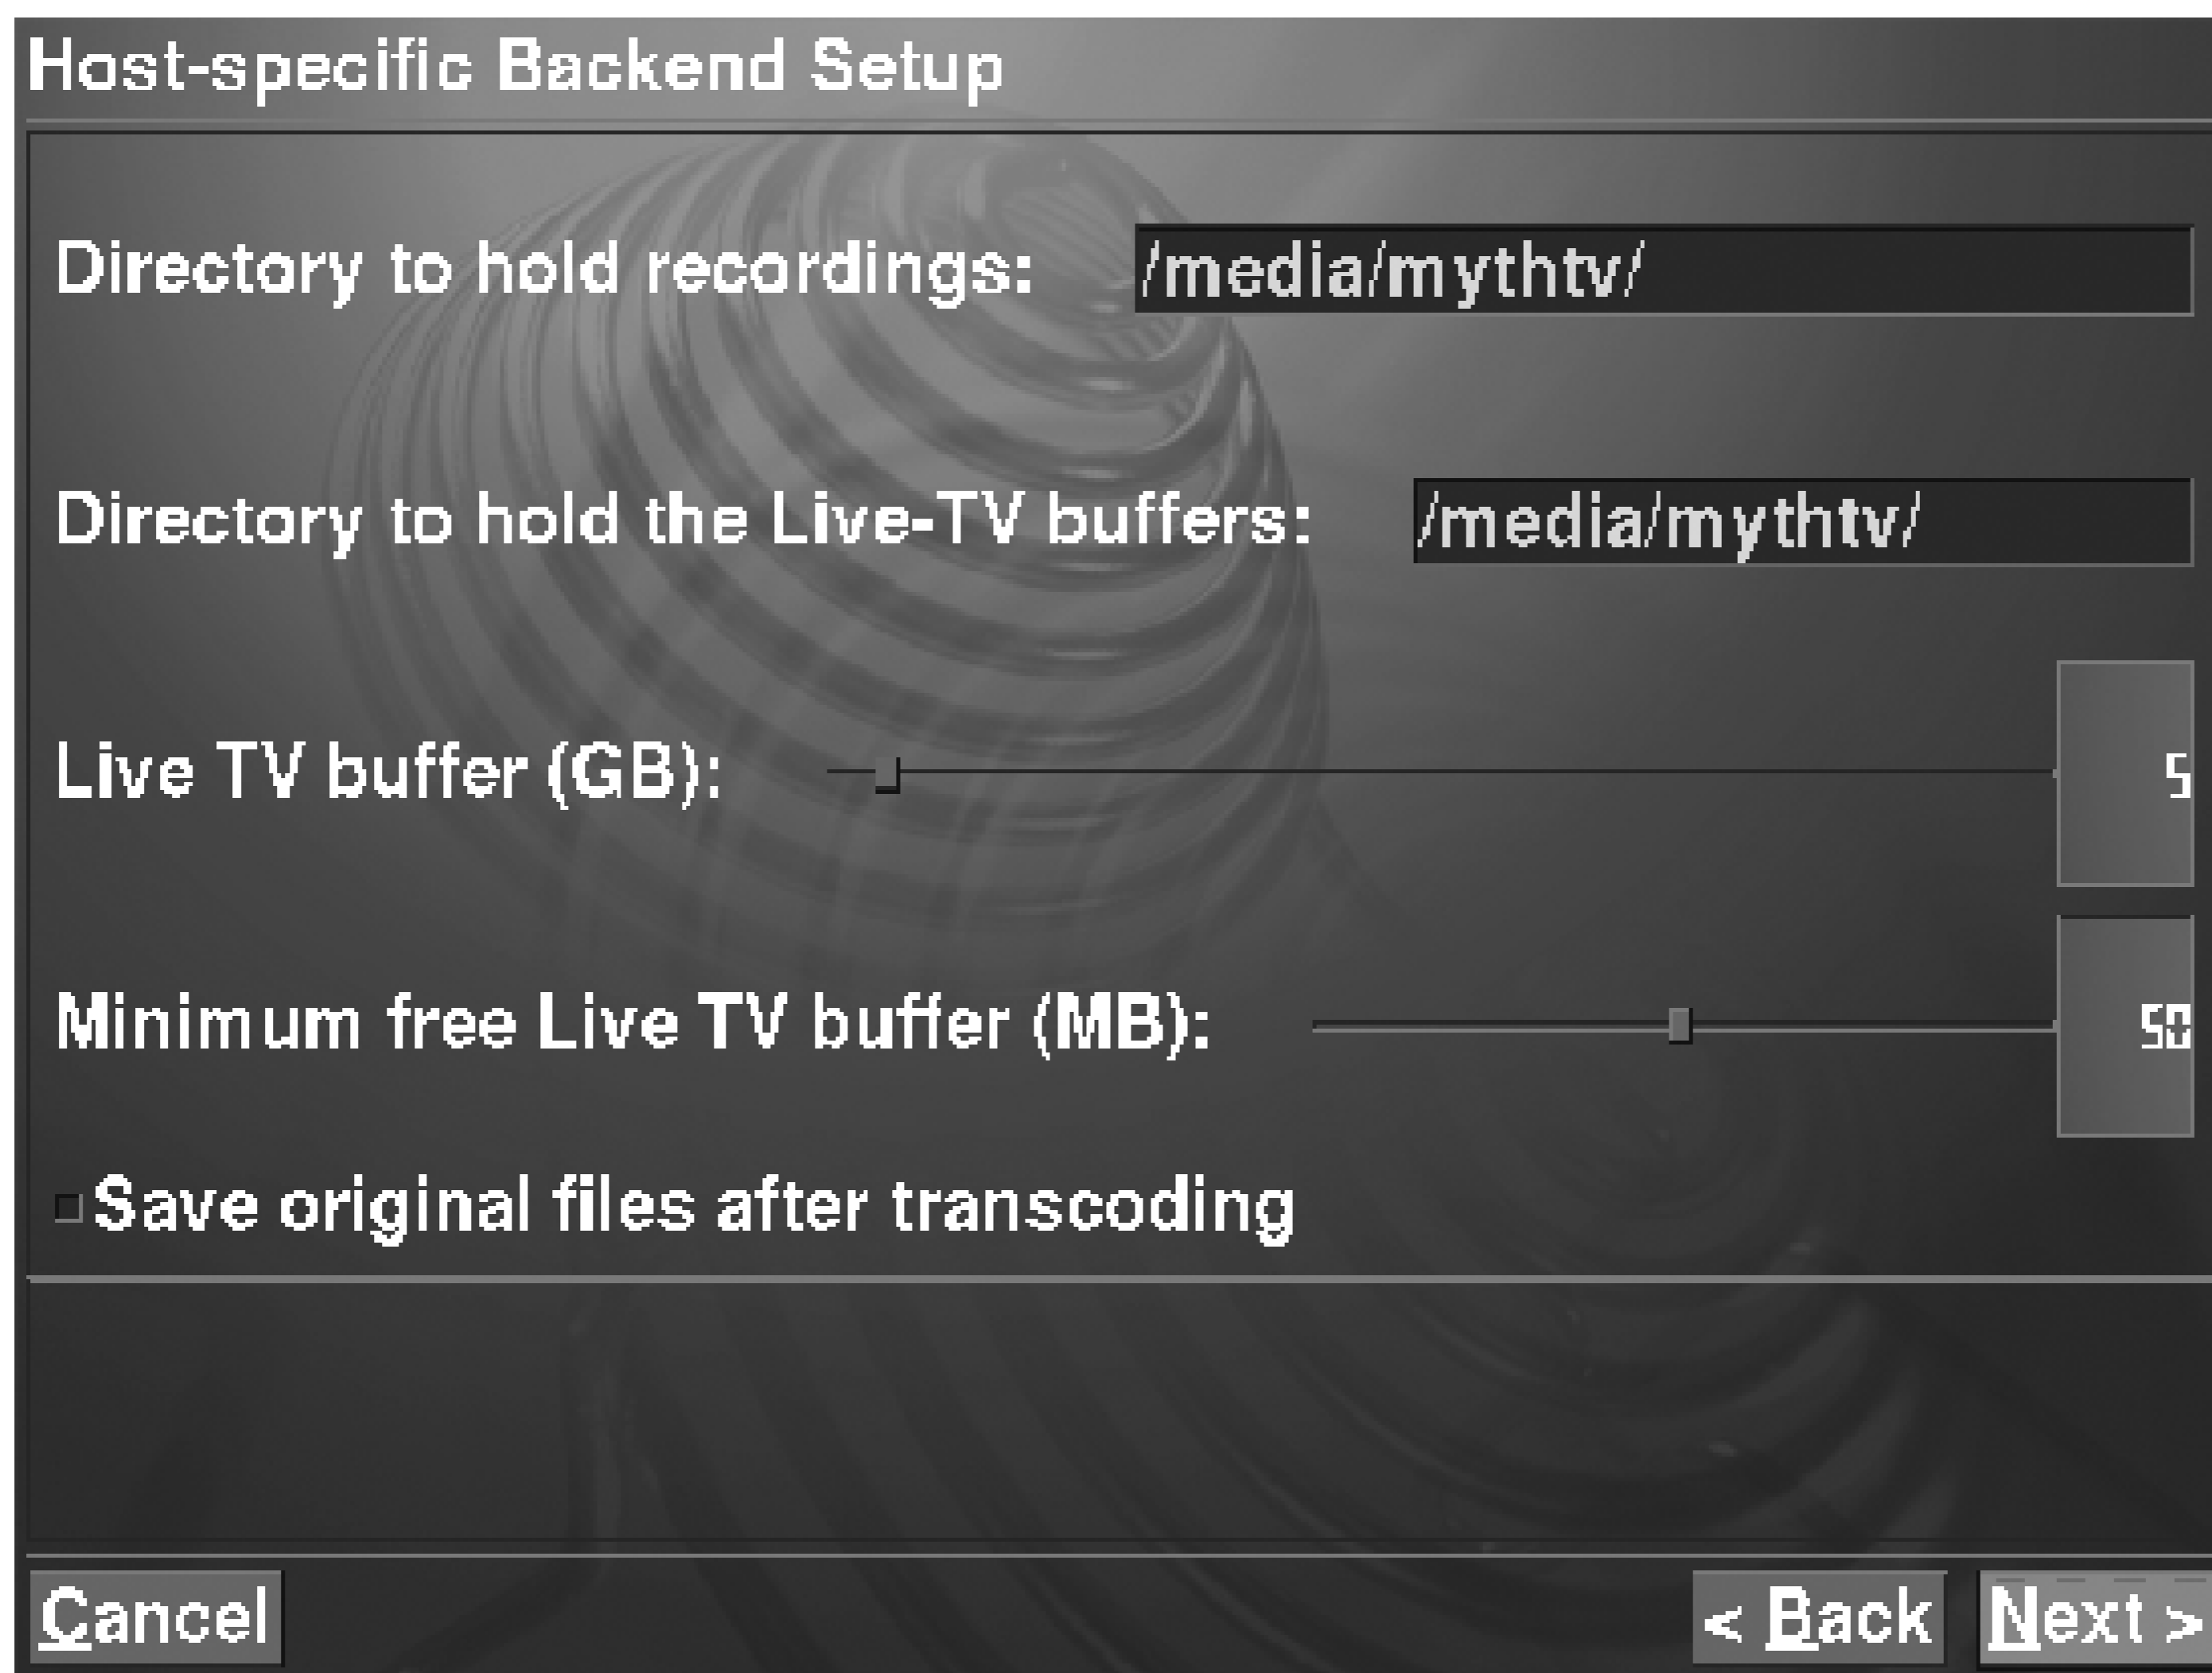 Host-specific Backend Setup
Directory to hold recordings: /media/mythtv/
Directory to hold the Live-TV buffers: /media/mythtv/
Live TV buffer (GB): 5
Minimum free Live TV buffer (MB): 50
Save original files after transcoding
Cancel < Back Next >